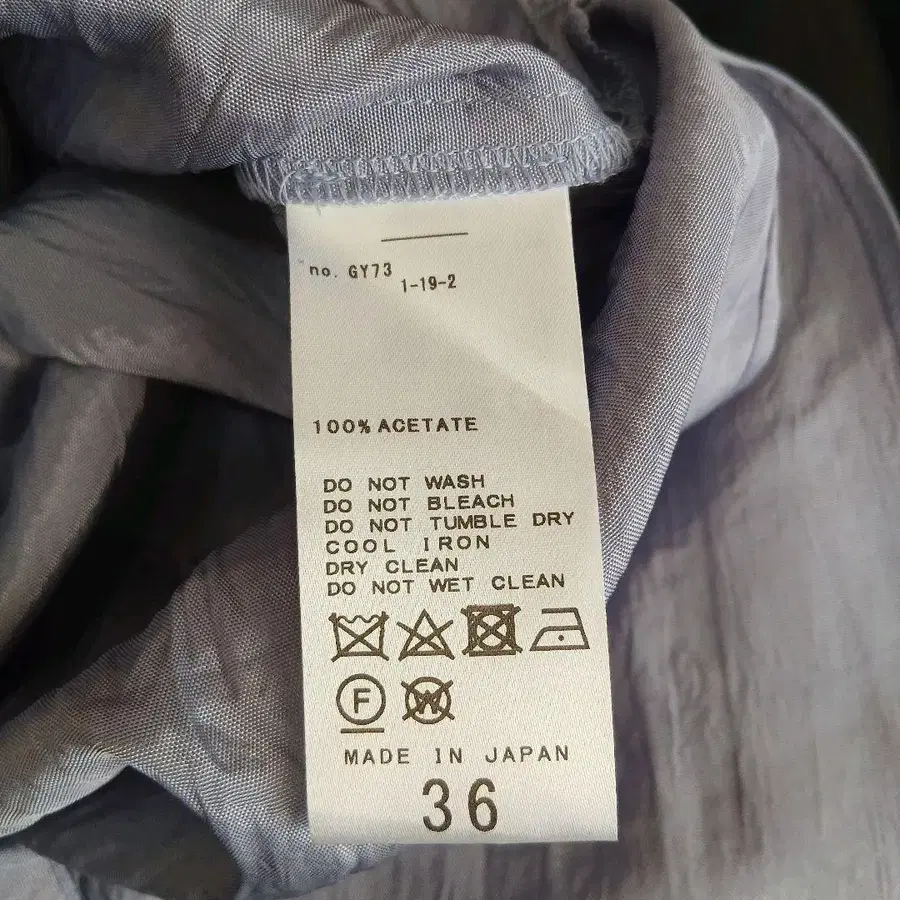 no. GY73
1-19-2
100% ACETATE
DO NOT WASH
DO NOT BLEACH
DO NOT TUMBLE DRY
COOL IRON
DRY CLEAN
DO NOT WET CLEAN
F W
MADE IN JAPAN
36